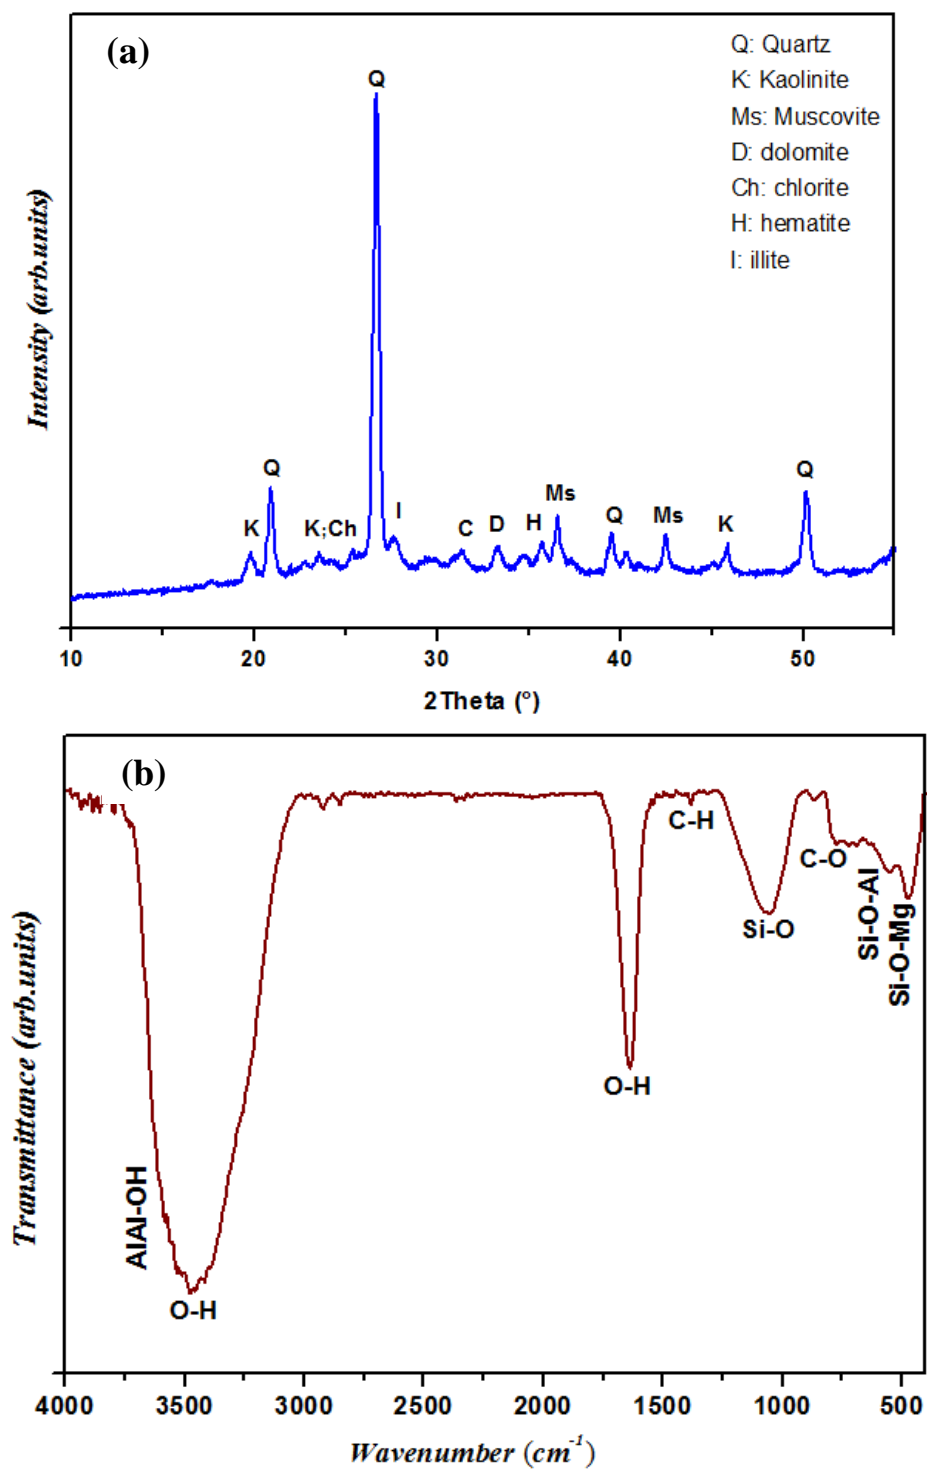 (a)
Q: Quartz
K: Kaolinite
Ms: Muscovite
D: dolomite
Ch: chlorite
H: hematite
I: illite
Intensity (arb.units)
K
Q
K;Ch
Q
I
C
D
H
Ms
Q
Ms
K
Q
10 20 30 40 50
2Theta (°)
(b)
Transmittance (arb.units)
AlAl-OH
O-H
O-H
C-H
Si-O
C-O
Si-O-Al
Si-O-Mg
4000 3500 3000 2500 2000 1500 1000 500
Wavenumber (cm⁻¹)